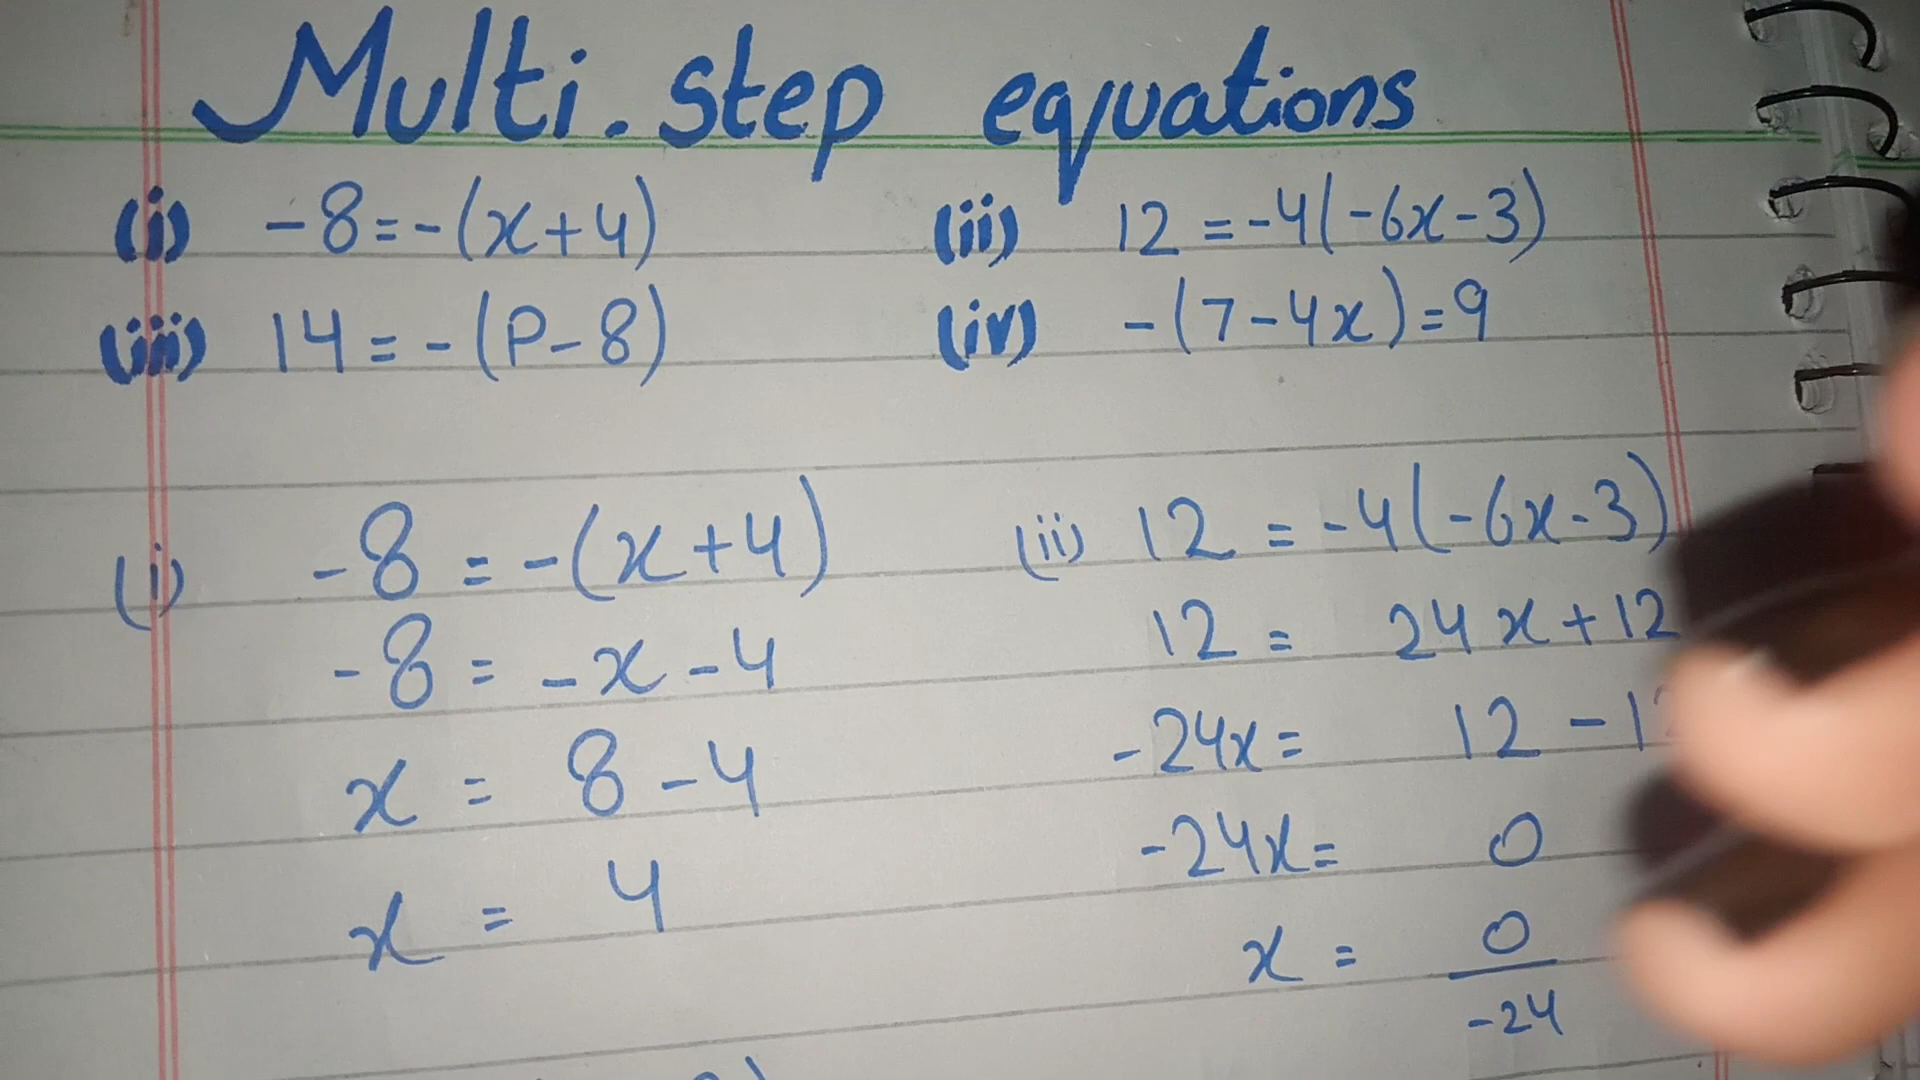 Multi-step equations
(i) -8=-(x+4) (ii) 12=-4(-6x-3)
(iii) 14=-(P-8) (iv) -(7-4x)=9
(i) -8=-(x+4) (ii) 12=-4(-6x-3)
-8=-x-4 12=24x+12
x=8-4 -24x=12-1
x=4 -24x=0
x=0/-24